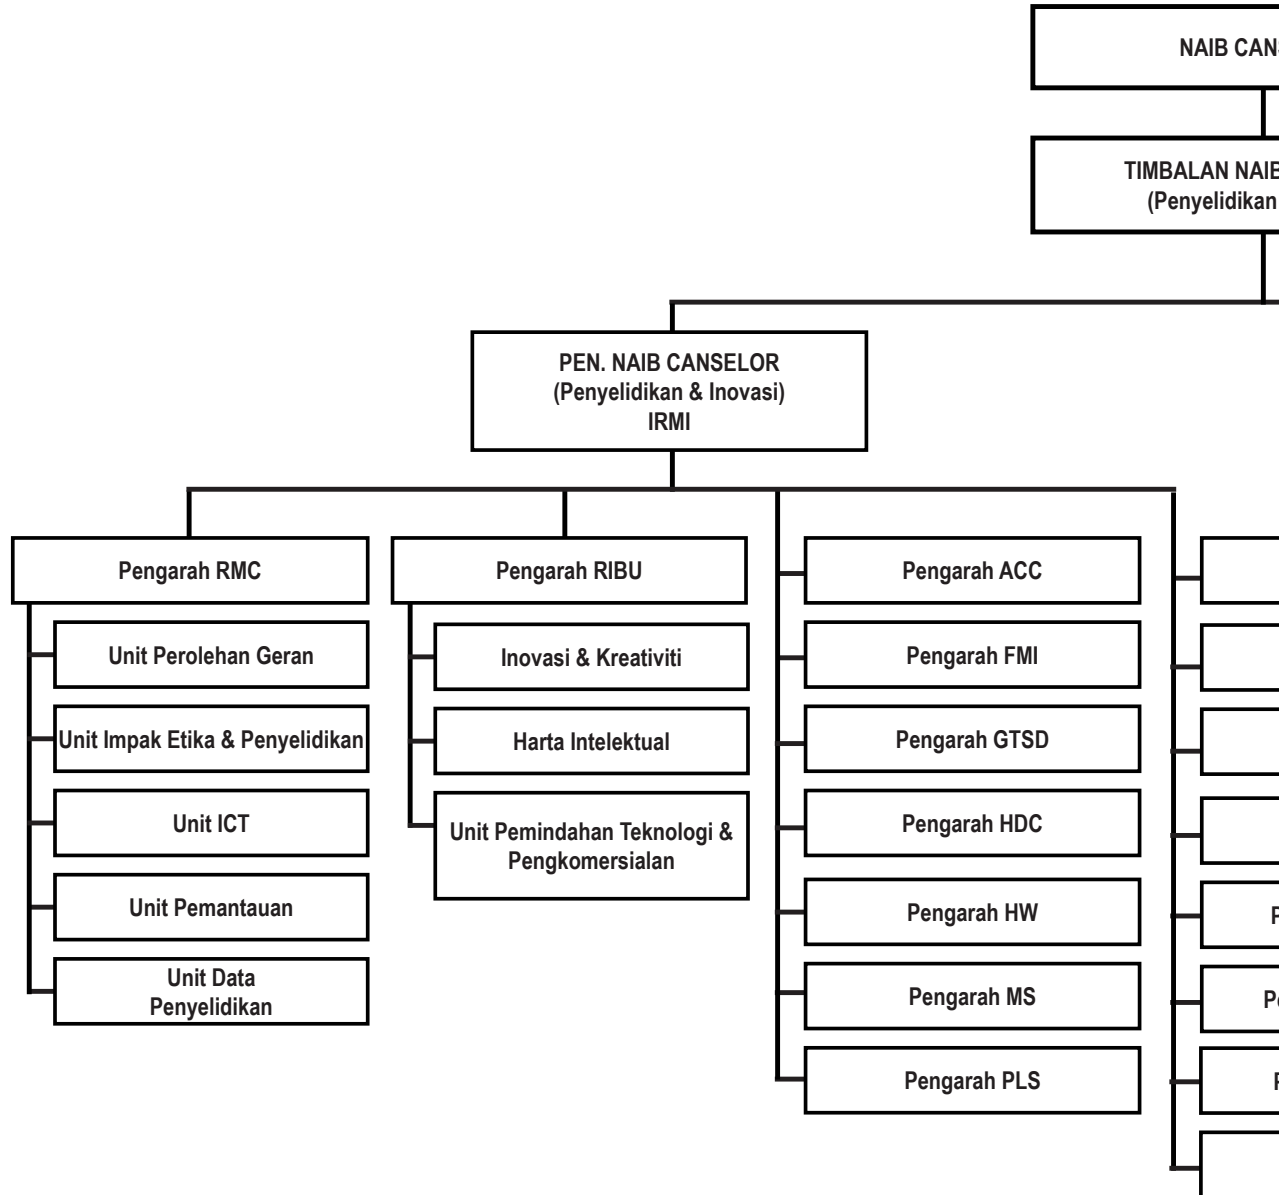 NAIB
TIMBALAN
(Penyelidikan
PEN. NAIB CANSELOR
(Penyelidikan & Inovasi)
IRMI
Pengarah RMC
Unit Perolehan Geran
Unit Impak Etika & Penyelidikan
Unit ICT
Unit Pemantauan
Unit Data
Penyelidikan
Pengarah RIBU
Inovasi & Kreativiti
Harta Intelektual
Unit Pemindahan Teknologi &
Pengkomersialan
Pengarah ACC
Pengarah FMI
Pengarah GTSD
Pengarah HDC
Pengarah HW
Pengarah MS
Pengarah PLS